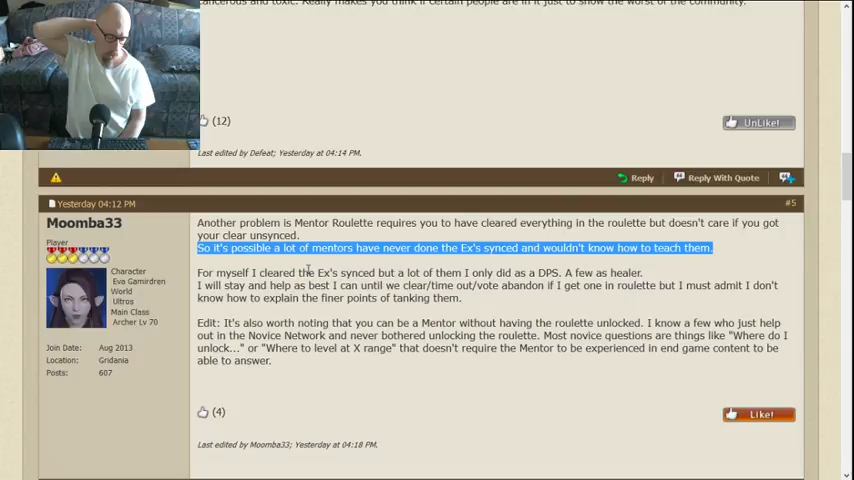 cancerous and toxic. Really makes you think if certain people are in it just to show the worst of the community.
(12)
UnLike!
Last edited by Defeat; Yesterday at 04:14 PM.
Reply
Reply With Quote
Yesterday at 04:12 PM
#5
Moomba33
Player
Character
Eva Gamirdren
World
Ultros
Main Class
Archer Lv 70
Join Date: Aug 2013
Location: Gridania
Posts: 607
Another problem is Mentor Roulette requires you to have cleared everything in the roulette but doesn't care if you got
your clear unsynced.
So it's possible a lot of mentors have never done the Ex's synced and wouldn't know how to teach them.
For myself I cleared the Ex's synced but a lot of them I only did as a DPS. A few as healer.
I will stay and help as best I can until we clear/time out/vote abandon if I get one in roulette but I must admit I don't
know how to explain the finer points of tanking them.
Edit: It's also worth noting that you can be a Mentor without having the roulette unlocked. I know a few who just help
out in the Novice Network and never bothered unlocking the roulette. Most novice questions are things like "Where do I
unlock..." or "Where to level at X range" that doesn't require the Mentor to be experienced in end game content to be
able to answer.
(4)
Like!
Last edited by Moomba33; Yesterday at 04:18 PM.